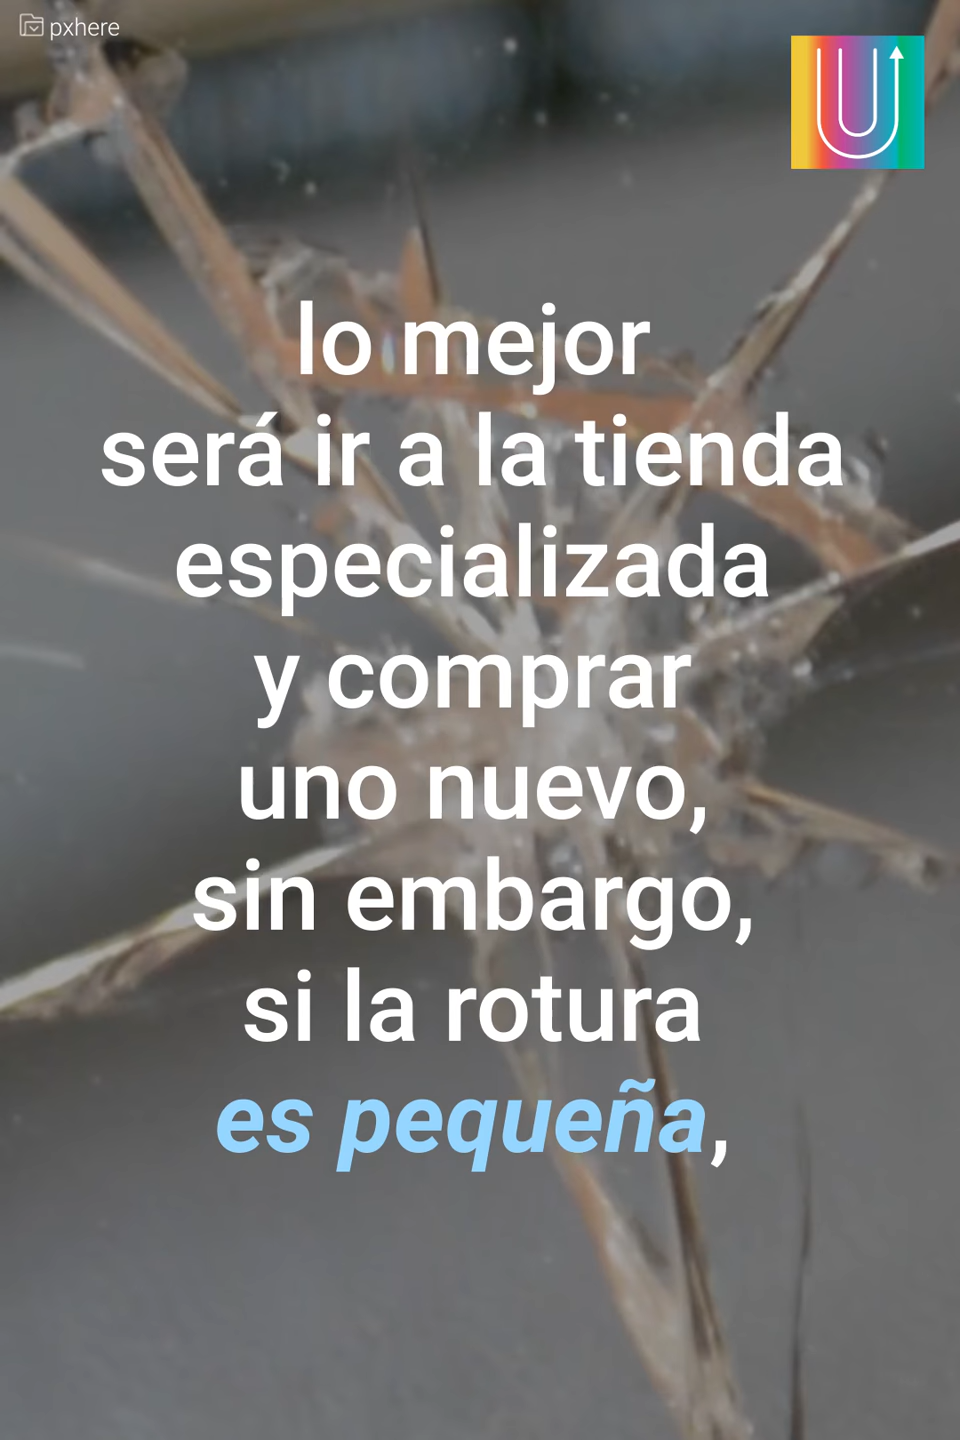 pxhere
U
lo mejor
será ir a la tienda
especializada
y comprar
uno nuevo,
sin embargo,
si la rotura
es pequeña,